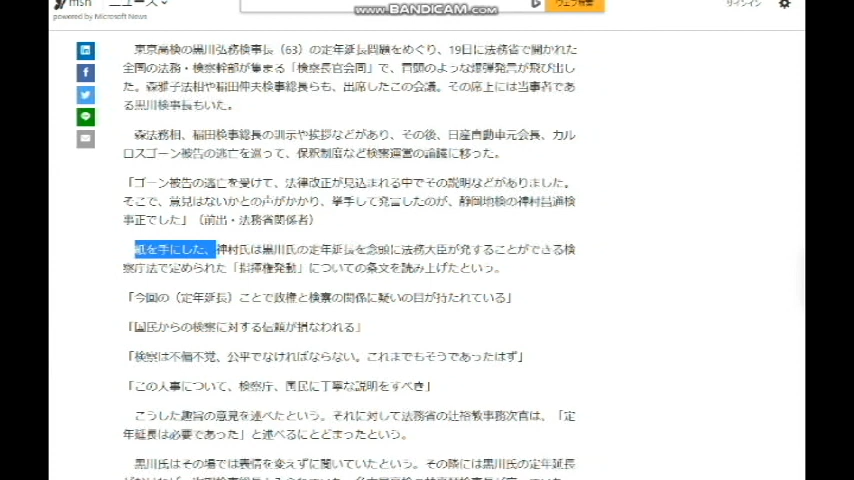 msn ニュース
www.BANDICAM.com
ウェブ検索
サインイン
powered by Microsoft News
東京高検の黒川弘務検事長（63）の定年延長問題をめぐり、19日に法務省で開かれた
全国の法務・検察幹部が集まる「検察長官会同」で、冒頭のような爆弾発言が飛び出し
た。森雅子法相や稲田伸夫検事総長らも、出席したこの会議。その席上には当事者であ
る黒川検事長もいた。
森法務相、稲田検事総長の訓示や挨拶などがあり、その後、日産自動車元会長、カル
ロスゴーン被告の逃亡を巡って、保釈制度など検察運営の論議に移った。
「ゴーン被告の逃亡を受けて、法律改正が見込まれる中でその説明などがありました。
そこで、意見はないかとの声がかかり、挙手して発言したのが、静岡地検の神村昌通検
事正でした」（前出・法務省関係者）
紙を手にした、神村氏は黒川氏の定年延長を念頭に法務大臣が発することができる検
察庁法で定められた「指揮権発動」についての条文を読み上げたという。
「今回の（定年延長）ことで政権と検察の関係に疑いの目が持たれている」
「国民からの検察に対する信頼が損なわれる」
「検察は不偏不党、公平でなければならない。これまでもそうであったはず」
「この人事について、検察庁、国民に丁寧な説明をすべき」
こうした趣旨の意見を述べたという。それに対して法務省の辻裕教事務次官は、「定
年延長は必要であった」と述べるにとどまったという。
黒川氏はその場では表情を変えずに聞いていたという。その際には黒川氏の定年延長